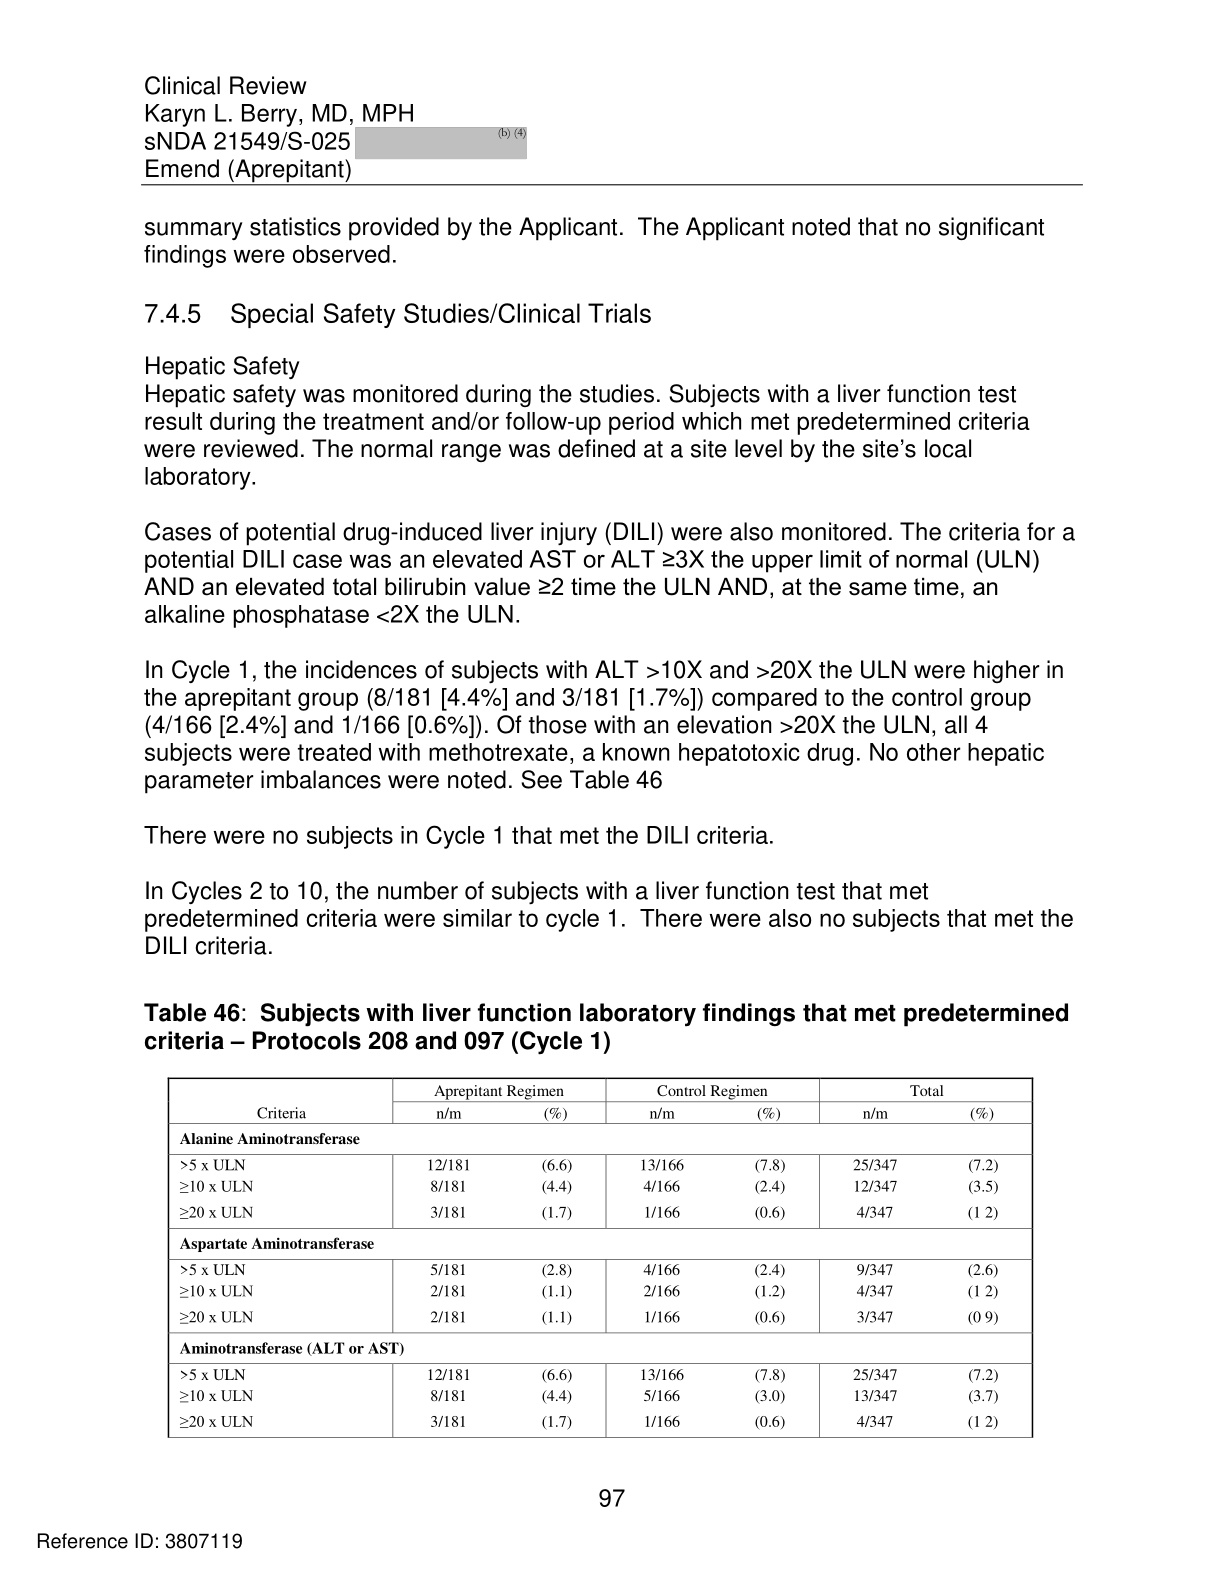 Clinical Review
Karyn L. Berry, MD, MPH
sNDA 21549/S-025 (b) (4)
Emend (Aprepitant)
summary statistics provided by the Applicant.  The Applicant noted that no significant
findings were observed.
7.4.5 Special Safety Studies/Clinical Trials
Hepatic Safety
Hepatic safety was monitored during the studies. Subjects with a liver function test
result during the treatment and/or follow-up period which met predetermined criteria
were reviewed. The normal range was defined at a site level by the site’s local
laboratory.
Cases of potential drug-induced liver injury (DILI) were also monitored. The criteria for a
potential DILI case was an elevated AST or ALT ≥3X the upper limit of normal (ULN)
AND an elevated total bilirubin value ≥2 time the ULN AND, at the same time, an
alkaline phosphatase <2X the ULN.
In Cycle 1, the incidences of subjects with ALT >10X and >20X the ULN were higher in
the aprepitant group (8/181 [4.4%] and 3/181 [1.7%]) compared to the control group
(4/166 [2.4%] and 1/166 [0.6%]). Of those with an elevation >20X the ULN, all 4
subjects were treated with methotrexate, a known hepatotoxic drug. No other hepatic
parameter imbalances were noted. See Table 46
There were no subjects in Cycle 1 that met the DILI criteria.
In Cycles 2 to 10, the number of subjects with a liver function test that met
predetermined criteria were similar to cycle 1.  There were also no subjects that met the
DILI criteria.
Table 46:  Subjects with liver function laboratory findings that met predetermined
criteria – Protocols 208 and 097 (Cycle 1)
Aprepitant Regimen Control Regimen Total
Criteria n/m (%) n/m (%) n/m (%)
Alanine Aminotransferase
>5 x ULN 12/181 (6.6) 13/166 (7.8) 25/347 (7.2)
≥10 x ULN 8/181 (4.4) 4/166 (2.4) 12/347 (3.5)
≥20 x ULN 3/181 (1.7) 1/166 (0.6) 4/347 (1 2)
Aspartate Aminotransferase
>5 x ULN 5/181 (2.8) 4/166 (2.4) 9/347 (2.6)
≥10 x ULN 2/181 (1.1) 2/166 (1.2) 4/347 (1 2)
≥20 x ULN 2/181 (1.1) 1/166 (0.6) 3/347 (0 9)
Aminotransferase (ALT or AST)
>5 x ULN 12/181 (6.6) 13/166 (7.8) 25/347 (7.2)
≥10 x ULN 8/181 (4.4) 5/166 (3.0) 13/347 (3.7)
≥20 x ULN 3/181 (1.7) 1/166 (0.6) 4/347 (1 2)
97
Reference ID: 3807119